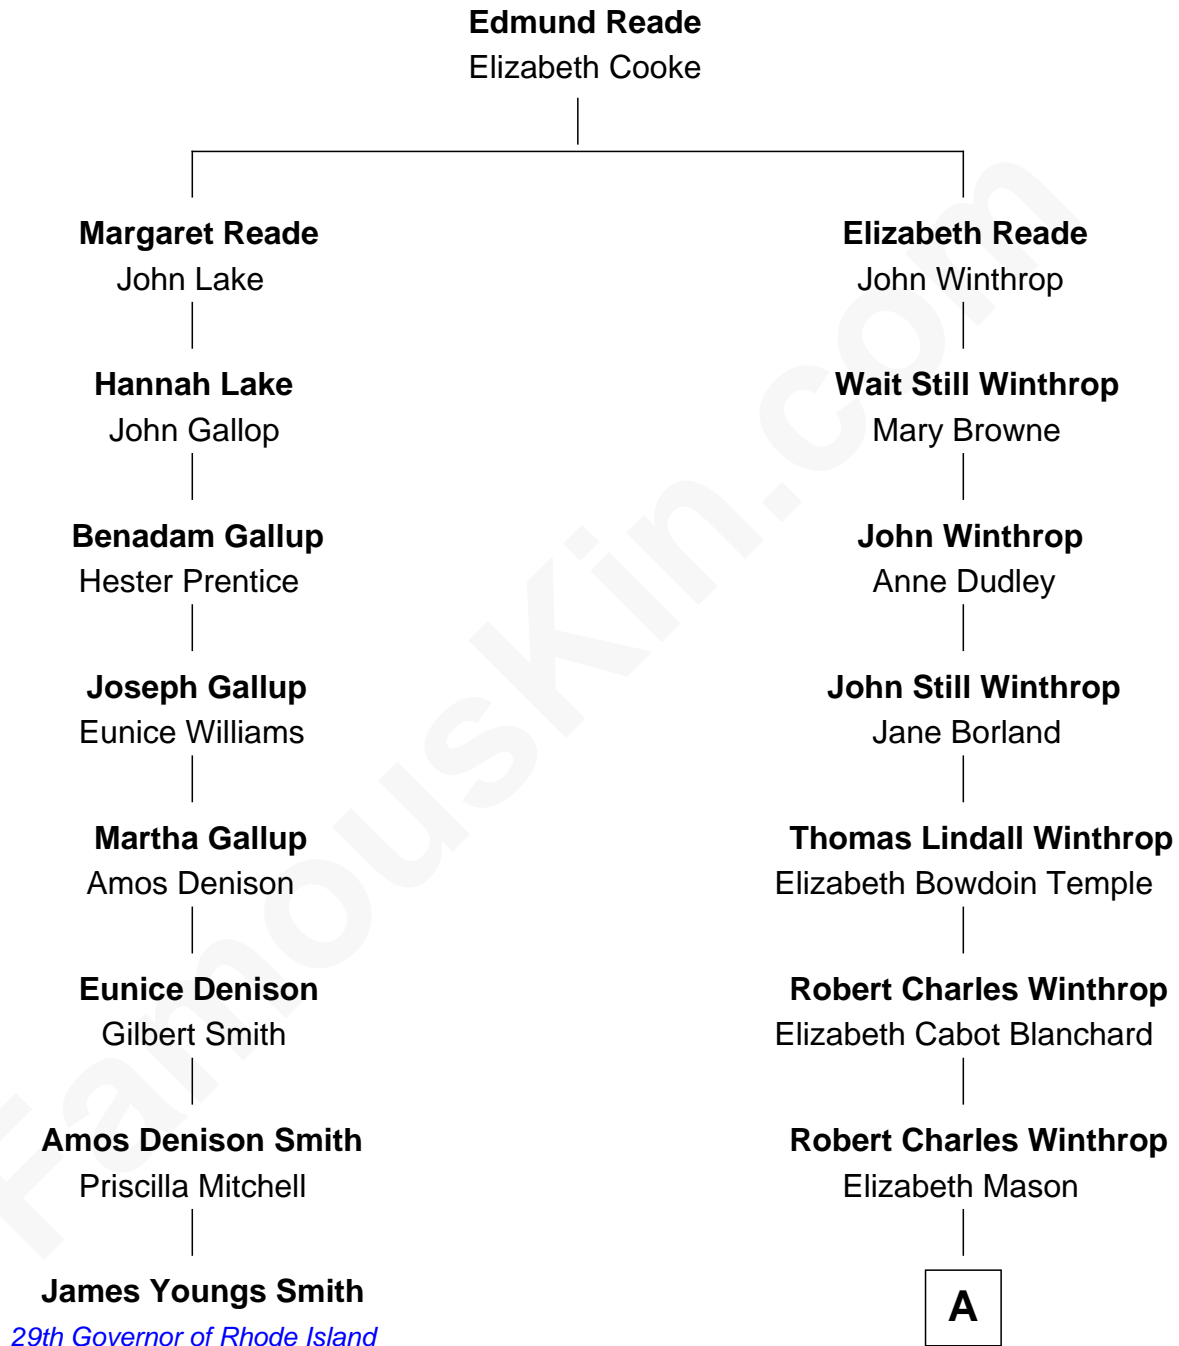 Edmund Reade
Elizabeth Cooke
Margaret Reade
John Lake
Elizabeth Reade
John Winthrop
Hannah Lake
John Gallop
Wait Still Winthrop
Mary Browne
Benadam Gallup
Hester Prentice
John Winthrop
Anne Dudley
Joseph Gallup
Eunice Williams
John Still Winthrop
Jane Borland
Martha Gallup
Amos Denison
Thomas Lindall Winthrop
Elizabeth Bowdoin Temple
Eunice Denison
Gilbert Smith
Robert Charles Winthrop
Elizabeth Cabot Blanchard
Amos Denison Smith
Priscilla Mitchell
Robert Charles Winthrop
Elizabeth Mason
James Youngs Smith
29th Governor of Rhode Island
A
FamousKin.com